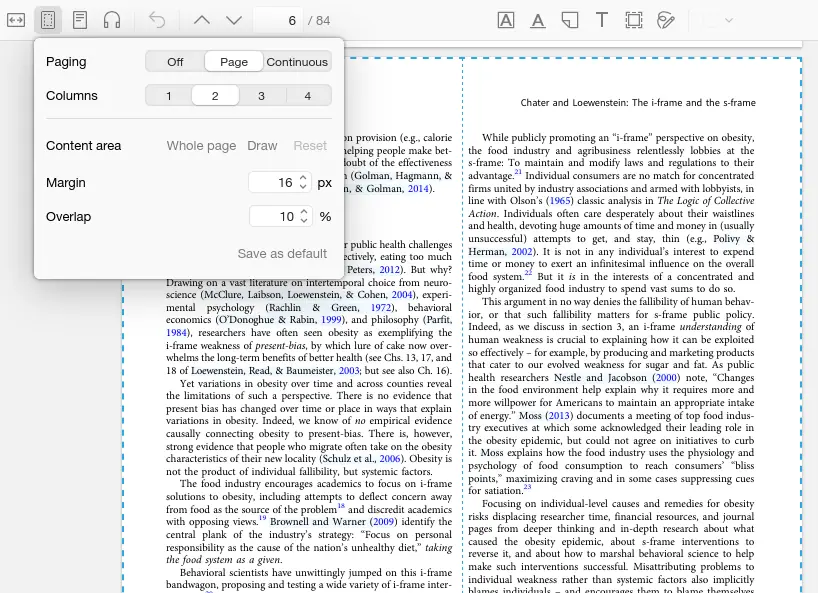 6 / 84
Paging Off Page Continuous
Columns 1 2 3 4
Content area Whole page Draw Reset
Margin 16 px
Overlap 10 %
Save as default
n provision (e.g., calorie
helping people make bet-
doubt of the effectiveness
(Golman, Hagmann, &
n, & Golman, 2014).
r public health challenges
ectively, eating too much
Peters, 2012). But why?
Drawing on a vast literature on intertemporal choice from neuro-
science (McClure, Laibson, Loewenstein, & Cohen, 2004), experi-
mental psychology (Rachlin & Green, 1972), behavioral
economics (O'Donoghue & Rabin, 1999), and philosophy (Parfit,
1984), researchers have often seen obesity as exemplifying the
i-frame weakness of present-bias, by which lure of cake now over-
whelms the long-term benefits of better health (see Chs. 13, 17, and
18 of Loewenstein, Read, & Baumeister, 2003; but see also Ch. 16).
Yet variations in obesity over time and across counties reveal
the limitations of such a perspective. There is no evidence that
present bias has changed over time or place in ways that explain
variations in obesity. Indeed, we know of no empirical evidence
causally connecting obesity to present-bias. There is, however,
strong evidence that people who migrate often take on the obesity
characteristics of their new locality (Schulz et al., 2006). Obesity is
not the product of individual fallibility, but systemic factors.
The food industry encourages academics to focus on i-frame
solutions to obesity, including attempts to deflect concern away
from food as the source of the problem18 and discredit academics
with opposing views.19 Brownell and Warner (2009) identify the
central plank of the industry's strategy: "Focus on personal
responsibility as the cause of the nation's unhealthy diet," taking
the food system as a given.
Behavioral scientists have unwittingly jumped on this i-frame
bandwagon, proposing and testing a wide variety of i-frame inter-
Chater and Loewenstein: The i-frame and the s-frame
While publicly promoting an "i-frame" perspective on obesity,
the food industry and agribusiness relentlessly lobbies at the
s-frame: To maintain and modify laws and regulations to their
advantage.21 Individual consumers are no match for concentrated
firms united by industry associations and armed with lobbyists, in
line with Olson's (1965) classic analysis in The Logic of Collective
Action. Individuals often care desperately about their waistlines
and health, devoting huge amounts of time and money in (usually
unsuccessful) attempts to get, and stay, thin (e.g., Polivy &
Herman, 2002). It is not in any individual's interest to expend
time or money to exert an infinitesimal influence on the overall
food system.22 But it is in the interests of a concentrated and
highly organized food industry to spend vast sums to do so.
This argument in no way denies the fallibility of human behav-
ior, or that such fallibility matters for s-frame public policy.
Indeed, as we discuss in section 3, an i-frame understanding of
human weakness is crucial to explaining how it can be exploited
so effectively – for example, by producing and marketing products
that cater to our evolved weakness for sugar and fat. As public
health researchers Nestle and Jacobson (2000) note, "Changes
in the food environment help explain why it requires more and
more willpower for Americans to maintain an appropriate intake
of energy." Moss (2013) documents a meeting of top food indus-
try executives at which some acknowledged their leading role in
the obesity epidemic, but could not agree on initiatives to curb
it. Moss explains how the food industry uses the physiology and
psychology of food consumption to reach consumers' "bliss
points," maximizing craving and in some cases suppressing cues
for satiation.23
Focusing on individual-level causes and remedies for obesity
risks displacing researcher time, financial resources, and journal
pages from deeper thinking and in-depth research about what
caused the obesity epidemic, about s-frame interventions to
reverse it, and about how to marshal behavioral science to help
make such interventions successful. Misattributing problems to
individual weakness rather than systemic factors also implicitly
blames individuals – and encourages them to blame themselves